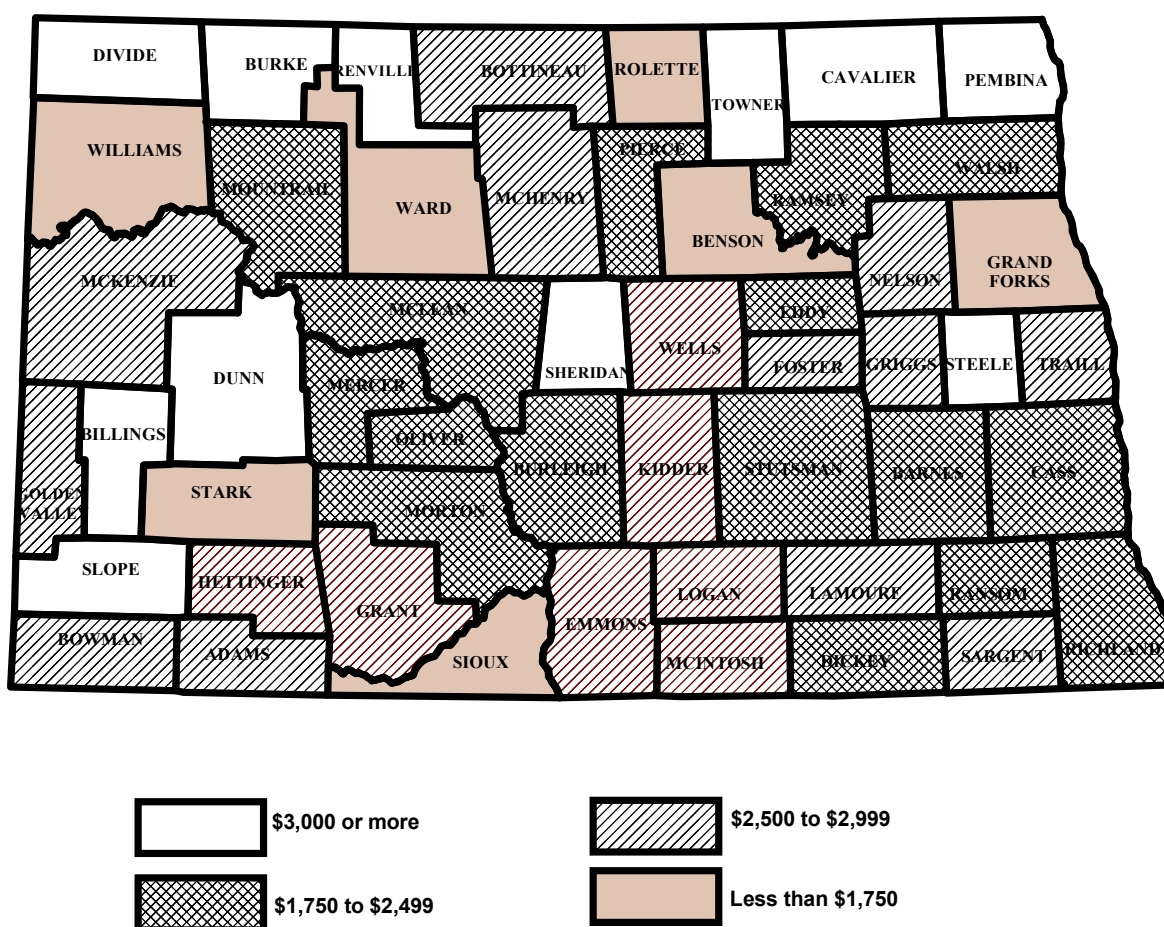 DIVIDE
BURKE
RENVILLE
BOTTINEAU
ROLETTE
TOWNER
CAVALIER
PEMBINA
WILLIAMS
MOUNTRAIL
WARD
MCHENRY
PIERCE
BENSON
RAMSEY
WALSH
MCKENZIE
NELSON
GRAND
FORKS
DUNN
MCLEAN
SHERIDAN
WELLS
EDDY
FOSTER
GRIGGS
STEELE
TRAILL
MERCER
BILLINGS
OLIVER
GOLDEN
VALLEY
STARK
MORTON
BURLEIGH
KIDDER
STUTSMAN
BARNES
CASS
SLOPE
HETTINGER
GRANT
EMMONS
LOGAN
LAMOURE
RANSOM
RICHLAND
BOWMAN
ADAMS
SIOUX
MCINTOSH
DICKEY
SARGENT
$3,000 or more
$2,500 to $2,999
$1,750 to $2,499
Less than $1,750